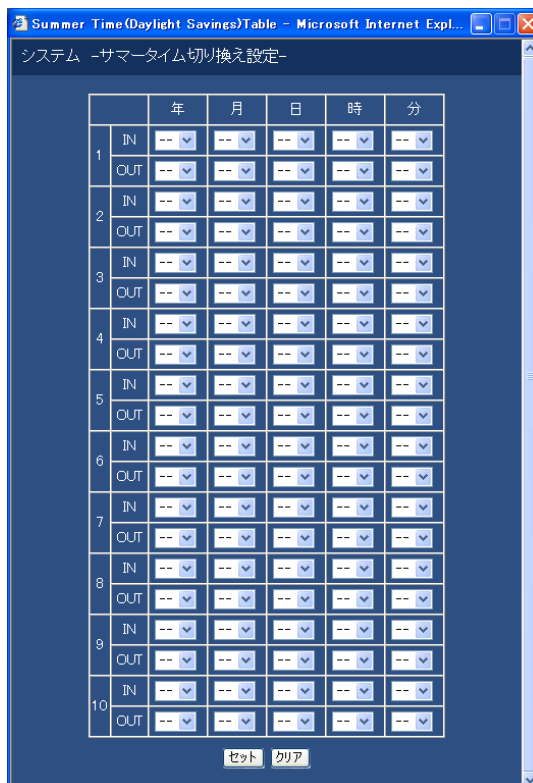 Summer Time(Daylight Savings)Table - Microsoft Internet Expl...
システム -サマータイム切り換え設定-
年 月 日 時 分
1 IN -- -- -- -- --
OUT -- -- -- -- --
2 IN -- -- -- -- --
OUT -- -- -- -- --
3 IN -- -- -- -- --
OUT -- -- -- -- --
4 IN -- -- -- -- --
OUT -- -- -- -- --
5 IN -- -- -- -- --
OUT -- -- -- -- --
6 IN -- -- -- -- --
OUT -- -- -- -- --
7 IN -- -- -- -- --
OUT -- -- -- -- --
8 IN -- -- -- -- --
OUT -- -- -- -- --
9 IN -- -- -- -- --
OUT -- -- -- -- --
10 IN -- -- -- -- --
OUT -- -- -- -- --
セット クリア